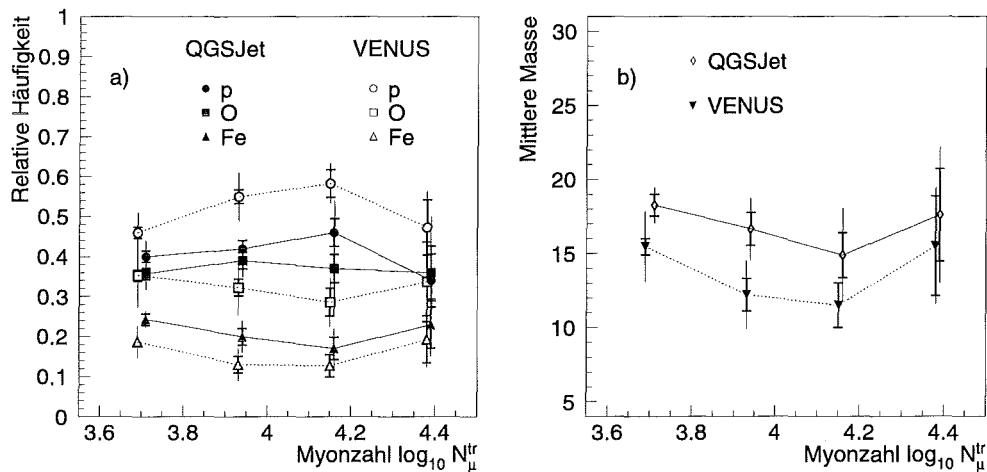 Relative Häufigkeit
1
0.9
0.8
0.7
0.6
0.5
0.4
0.3
0.2
0.1
0
a)
QGSJet
VENUS
p
p
O
O
Fe
Fe
3.6
3.8
4
4.2
4.4
Myonzahl log₁₀ Nμᵗʳ
Mittlere Masse
30
25
20
15
10
5
b)
QGSJet
VENUS
3.6
3.8
4
4.2
4.4
Myonzahl log₁₀ Nμᵗʳ